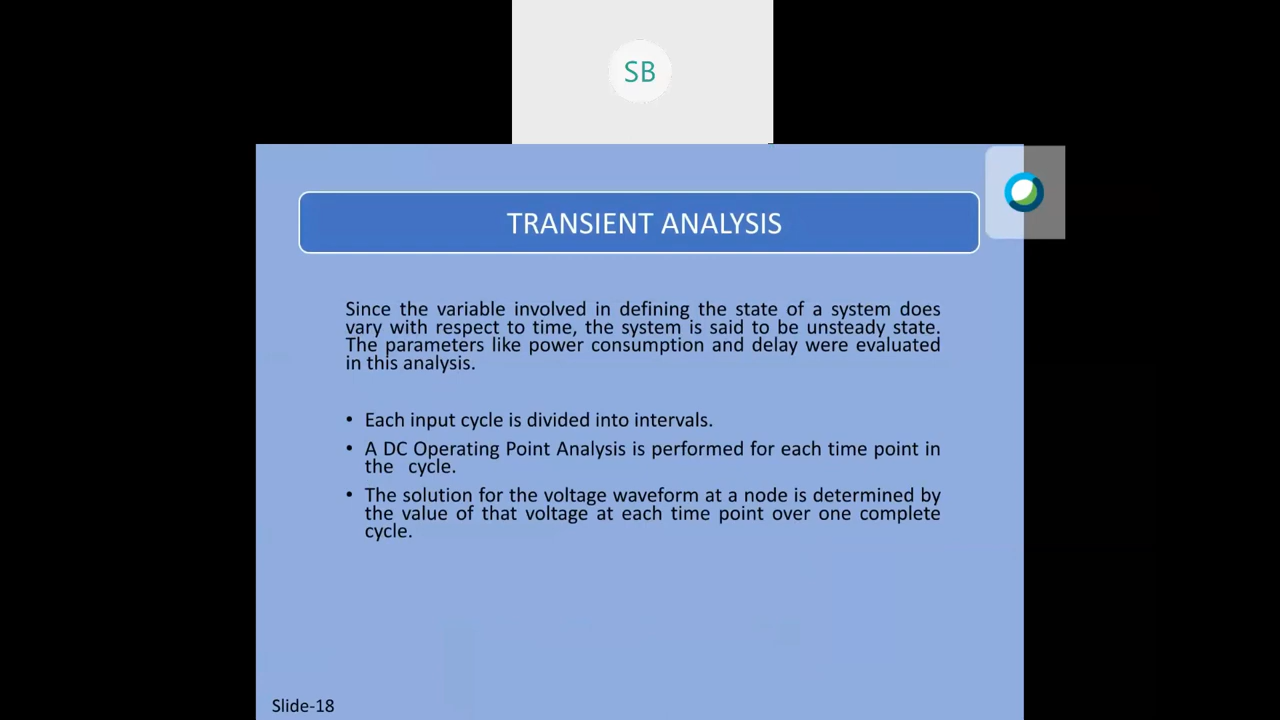 SB
TRANSIENT ANALYSIS
Since the variable involved in defining the state of a system does
vary with respect to time, the system is said to be unsteady state.
The parameters like power consumption and delay were evaluated
in this analysis.
• Each input cycle is divided into intervals.
• A DC Operating Point Analysis is performed for each time point in
the cycle.
• The solution for the voltage waveform at a node is determined by
the value of that voltage at each time point over one complete
cycle.
Slide-18